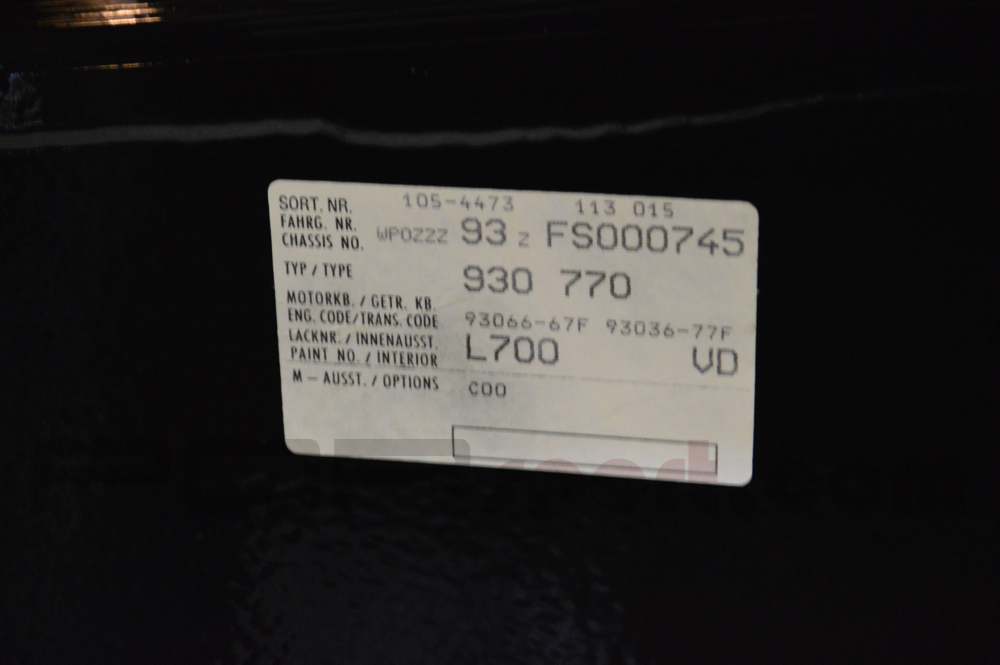 SORT. NR. 105-4473 113 015
FAHRG. NR.
CHASSIS NO. WPOZZZ 93 Z FS000745
TYP / TYPE 930 770
MOTORKB. / GETR. KB.
ENG. CODE/TRANS. CODE 93066-67F 93036-77F
LACKNR. / INNENAUSST.
PAINT NO. / INTERIOR L700 VD
M – AUSST. / OPTIONS C00